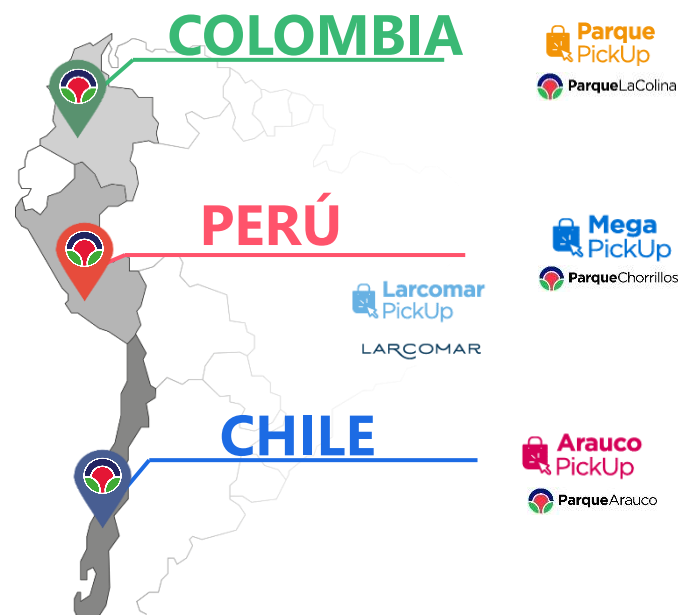 COLOMBIA
Parque
PickUp
ParqueLaColina
PERÚ
Mega
PickUp
ParqueChorrillos
Larcomar
PickUp
LARCOMAR
CHILE
Arauco
PickUp
ParqueArauco